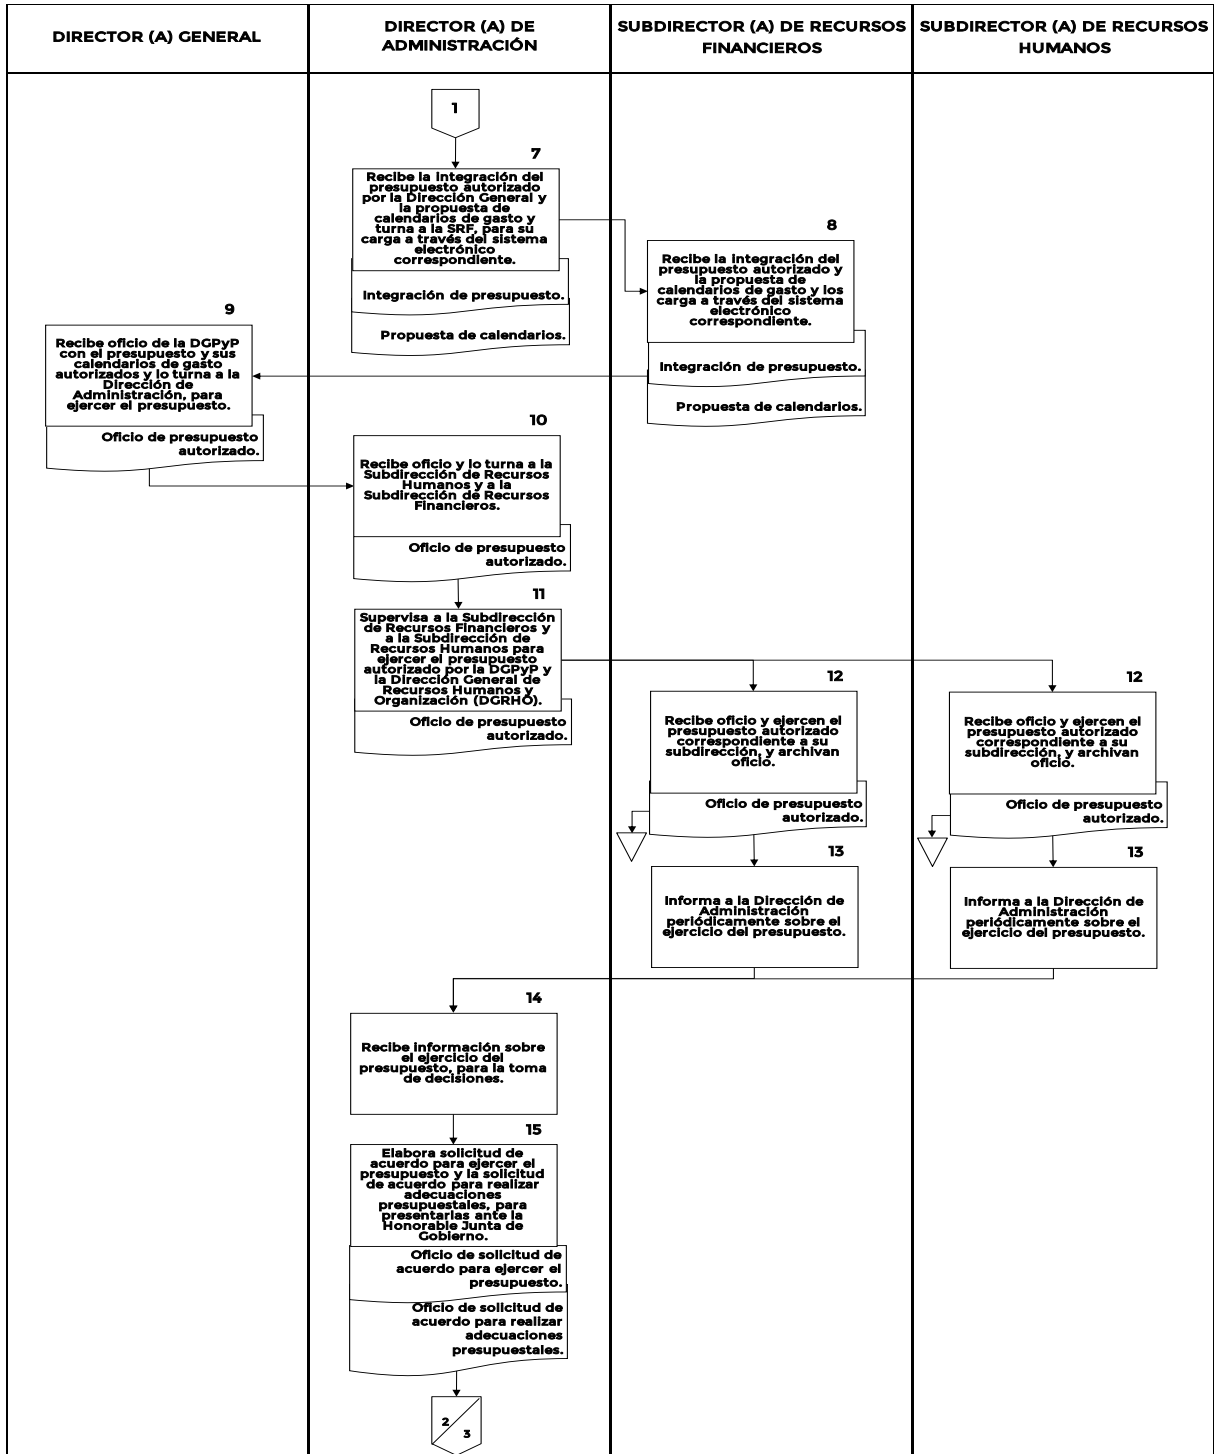 DIRECTOR (A) GENERAL
DIRECTOR (A) DE
ADMINISTRACIÓN
SUBDIRECTOR (A) DE RECURSOS
FINANCIEROS
SUBDIRECTOR (A) DE RECURSOS
HUMANOS
1
7
Recibe la integración del
presupuesto autorizado
por la Dirección General y
la propuesta de
calendarios de gasto y
turna a la SRF, para su
carga a través del sistema
electrónico
correspondiente.
Integración de presupuesto.
Propuesta de calendarios.
8
Recibe la integración del
presupuesto autorizado y
la propuesta de
calendarios de gasto y los
carga a través del sistema
electrónico
correspondiente.
Integración de presupuesto.
Propuesta de calendarios.
9
Recibe oficio de la DGPyP
con el presupuesto y sus
calendarios de gasto
autorizados y lo turna a la
Dirección de
Administración, para
ejercer el presupuesto.
Oficio de presupuesto
autorizado.
10
Recibe oficio y lo turna a la
Subdirección de Recursos
Humanos y a la
Subdirección de Recursos
Financieros.
Oficio de presupuesto
autorizado.
11
Supervisa a la Subdirección
de Recursos Financieros y
a la Subdirección de
Recursos Humanos para
ejercer el presupuesto
autorizado por la DGPyP y
la Dirección General de
Recursos Humanos y
Organización (DGRHO).
Oficio de presupuesto
autorizado.
12
Recibe oficio y ejercen el
presupuesto autorizado
correspondiente a su
subdirección, y archivan
oficio.
Oficio de presupuesto
autorizado.
12
Recibe oficio y ejercen el
presupuesto autorizado
correspondiente a su
subdirección, y archivan
oficio.
Oficio de presupuesto
autorizado.
13
Informa a la Dirección de
Administración
periódicamente sobre el
ejercicio del presupuesto.
13
Informa a la Dirección de
Administración
periódicamente sobre el
ejercicio del presupuesto.
14
Recibe información sobre
el ejercicio del
presupuesto, para la toma
de decisiones.
15
Elabora solicitud de
acuerdo para ejercer el
presupuesto y la solicitud
de acuerdo para realizar
adecuaciones
presupuestales, para
presentarlas ante la
Honorable Junta de
Gobierno.
Oficio de solicitud de
acuerdo para ejercer el
presupuesto.
Oficio de solicitud de
acuerdo para realizar
adecuaciones
presupuestales.
2
3